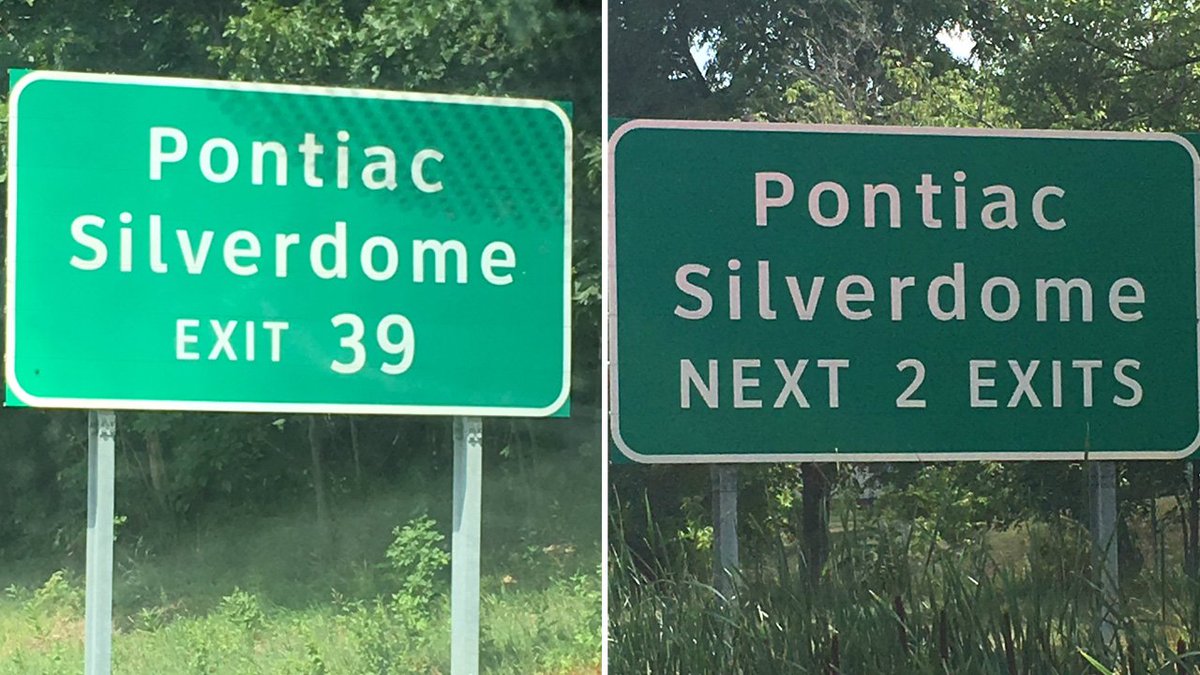 Pontiac
Silverdome
EXIT 39
Pontiac
Silverdome
NEXT 2 EXITS